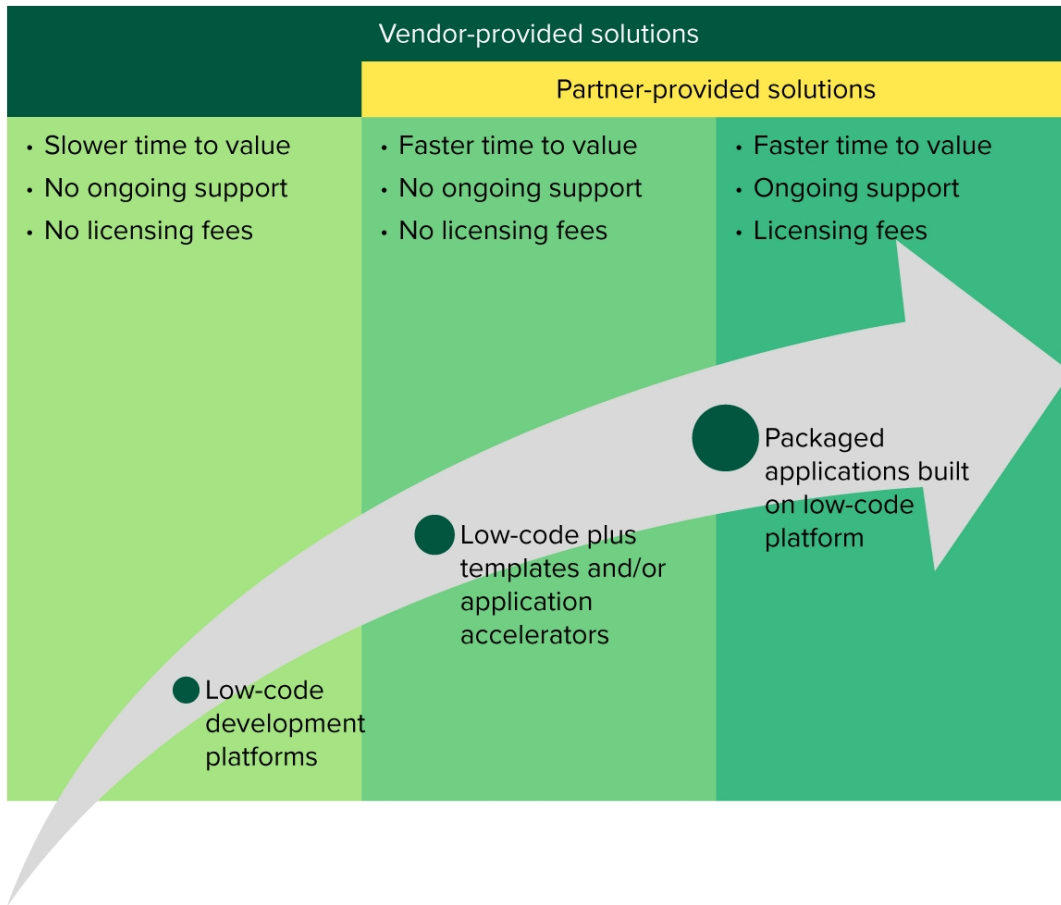 Vendor-provided solutions
Partner-provided solutions
• Slower time to value
• No ongoing support
• No licensing fees
• Faster time to value
• No ongoing support
• No licensing fees
• Faster time to value
• Ongoing support
• Licensing fees
Packaged
applications built
on low-code
platform
Low-code plus
templates and/or
application
accelerators
Low-code
development
platforms